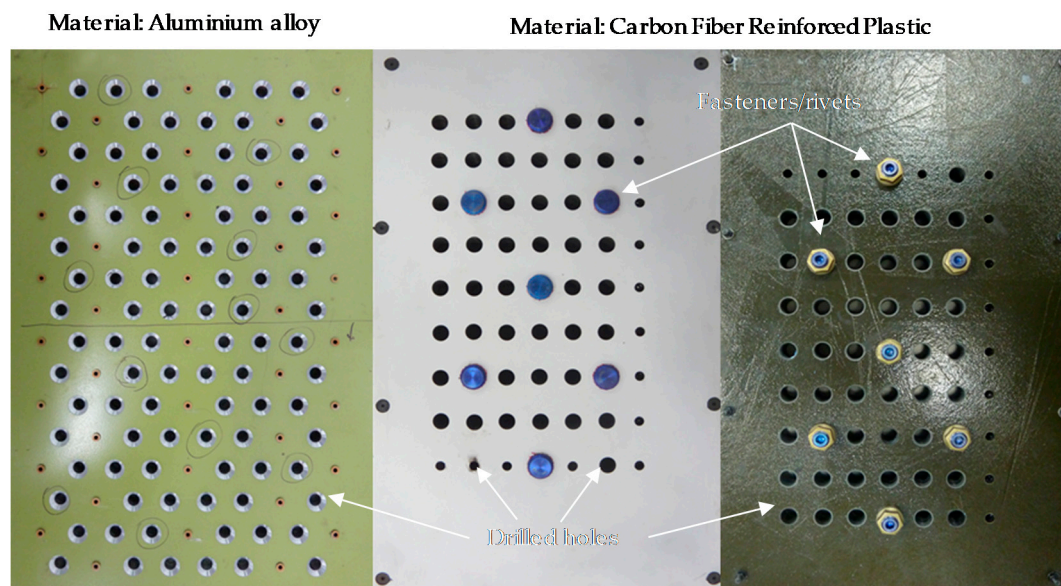 Material: Aluminium alloy
Material: Carbon Fiber Reinforced Plastic
Fasteners/rivets
Drilled holes